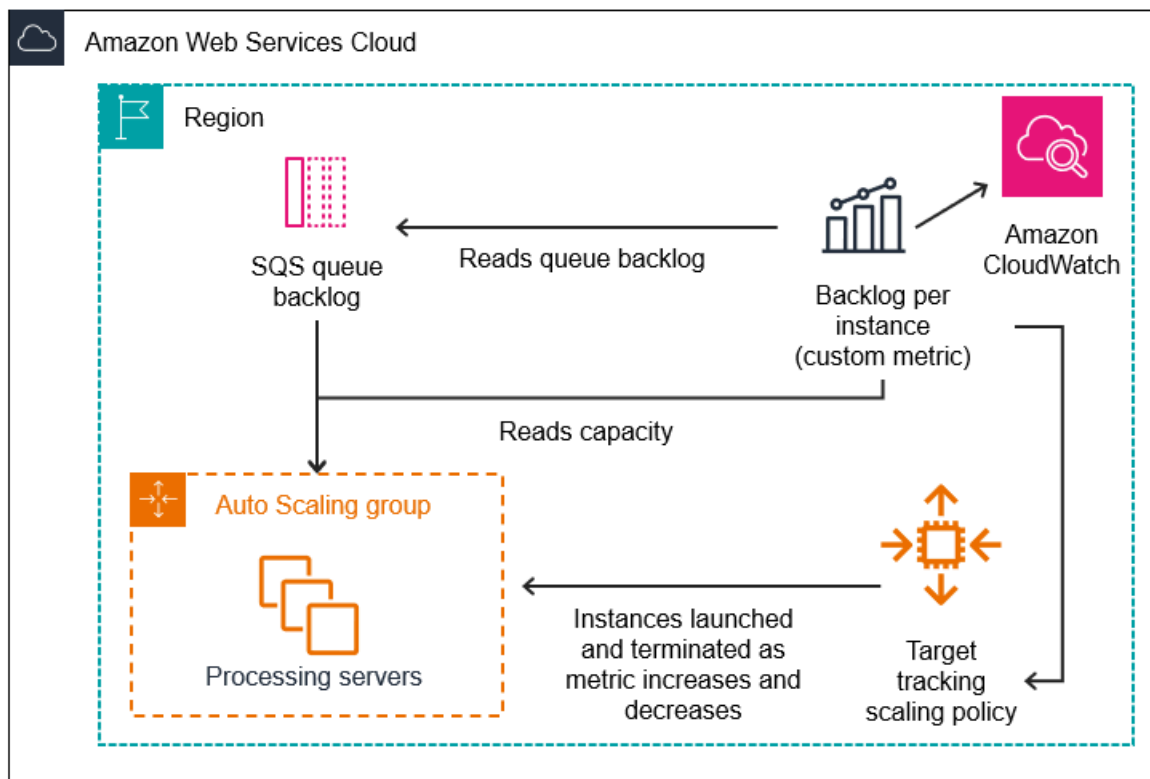 Amazon Web Services Cloud
Region
SQS queue
backlog
Reads queue backlog
Backlog per
instance
(custom metric)
Amazon
CloudWatch
Reads capacity
Auto Scaling group
Processing servers
Instances launched
and terminated as
metric increases and
decreases
Target
tracking
scaling policy